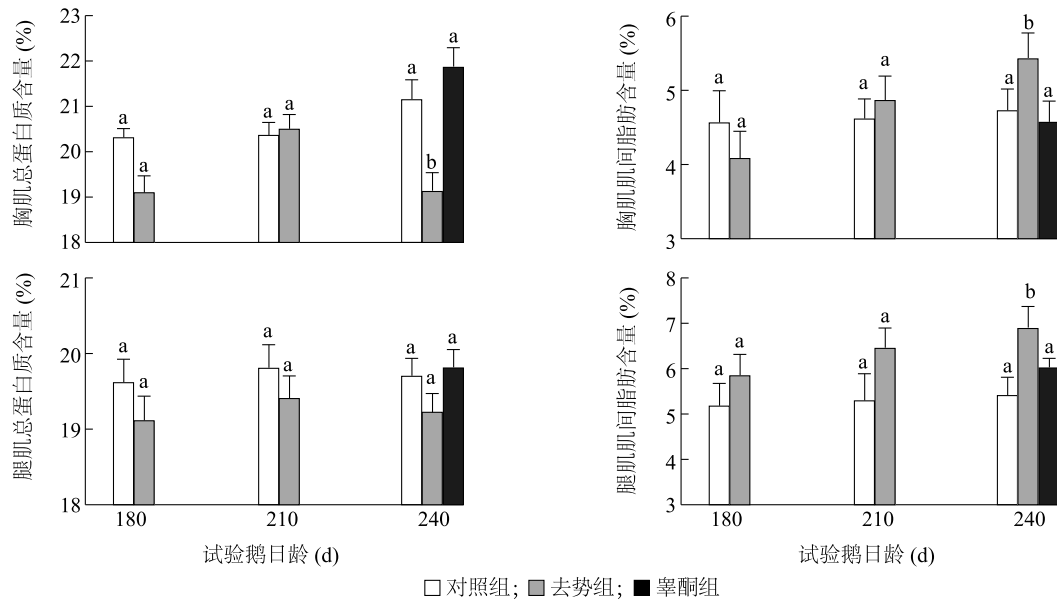 胸肌总蛋白质含量 (%)
23
22
21
20
19
18
a
a
a
a
a
b
a
胸肌肌间脂肪含量 (%)
6
5
4
3
a
a
a
a
a
b
a
腿肌总蛋白质含量 (%)
21
20
19
18
a
a
a
a
a
a
a
180
210
240
试验鹅日龄 (d)
腿肌肌间脂肪含量 (%)
8
7
6
5
4
3
a
a
a
a
a
b
a
180
210
240
试验鹅日龄 (d)
对照组; 去势组; 睾酮组